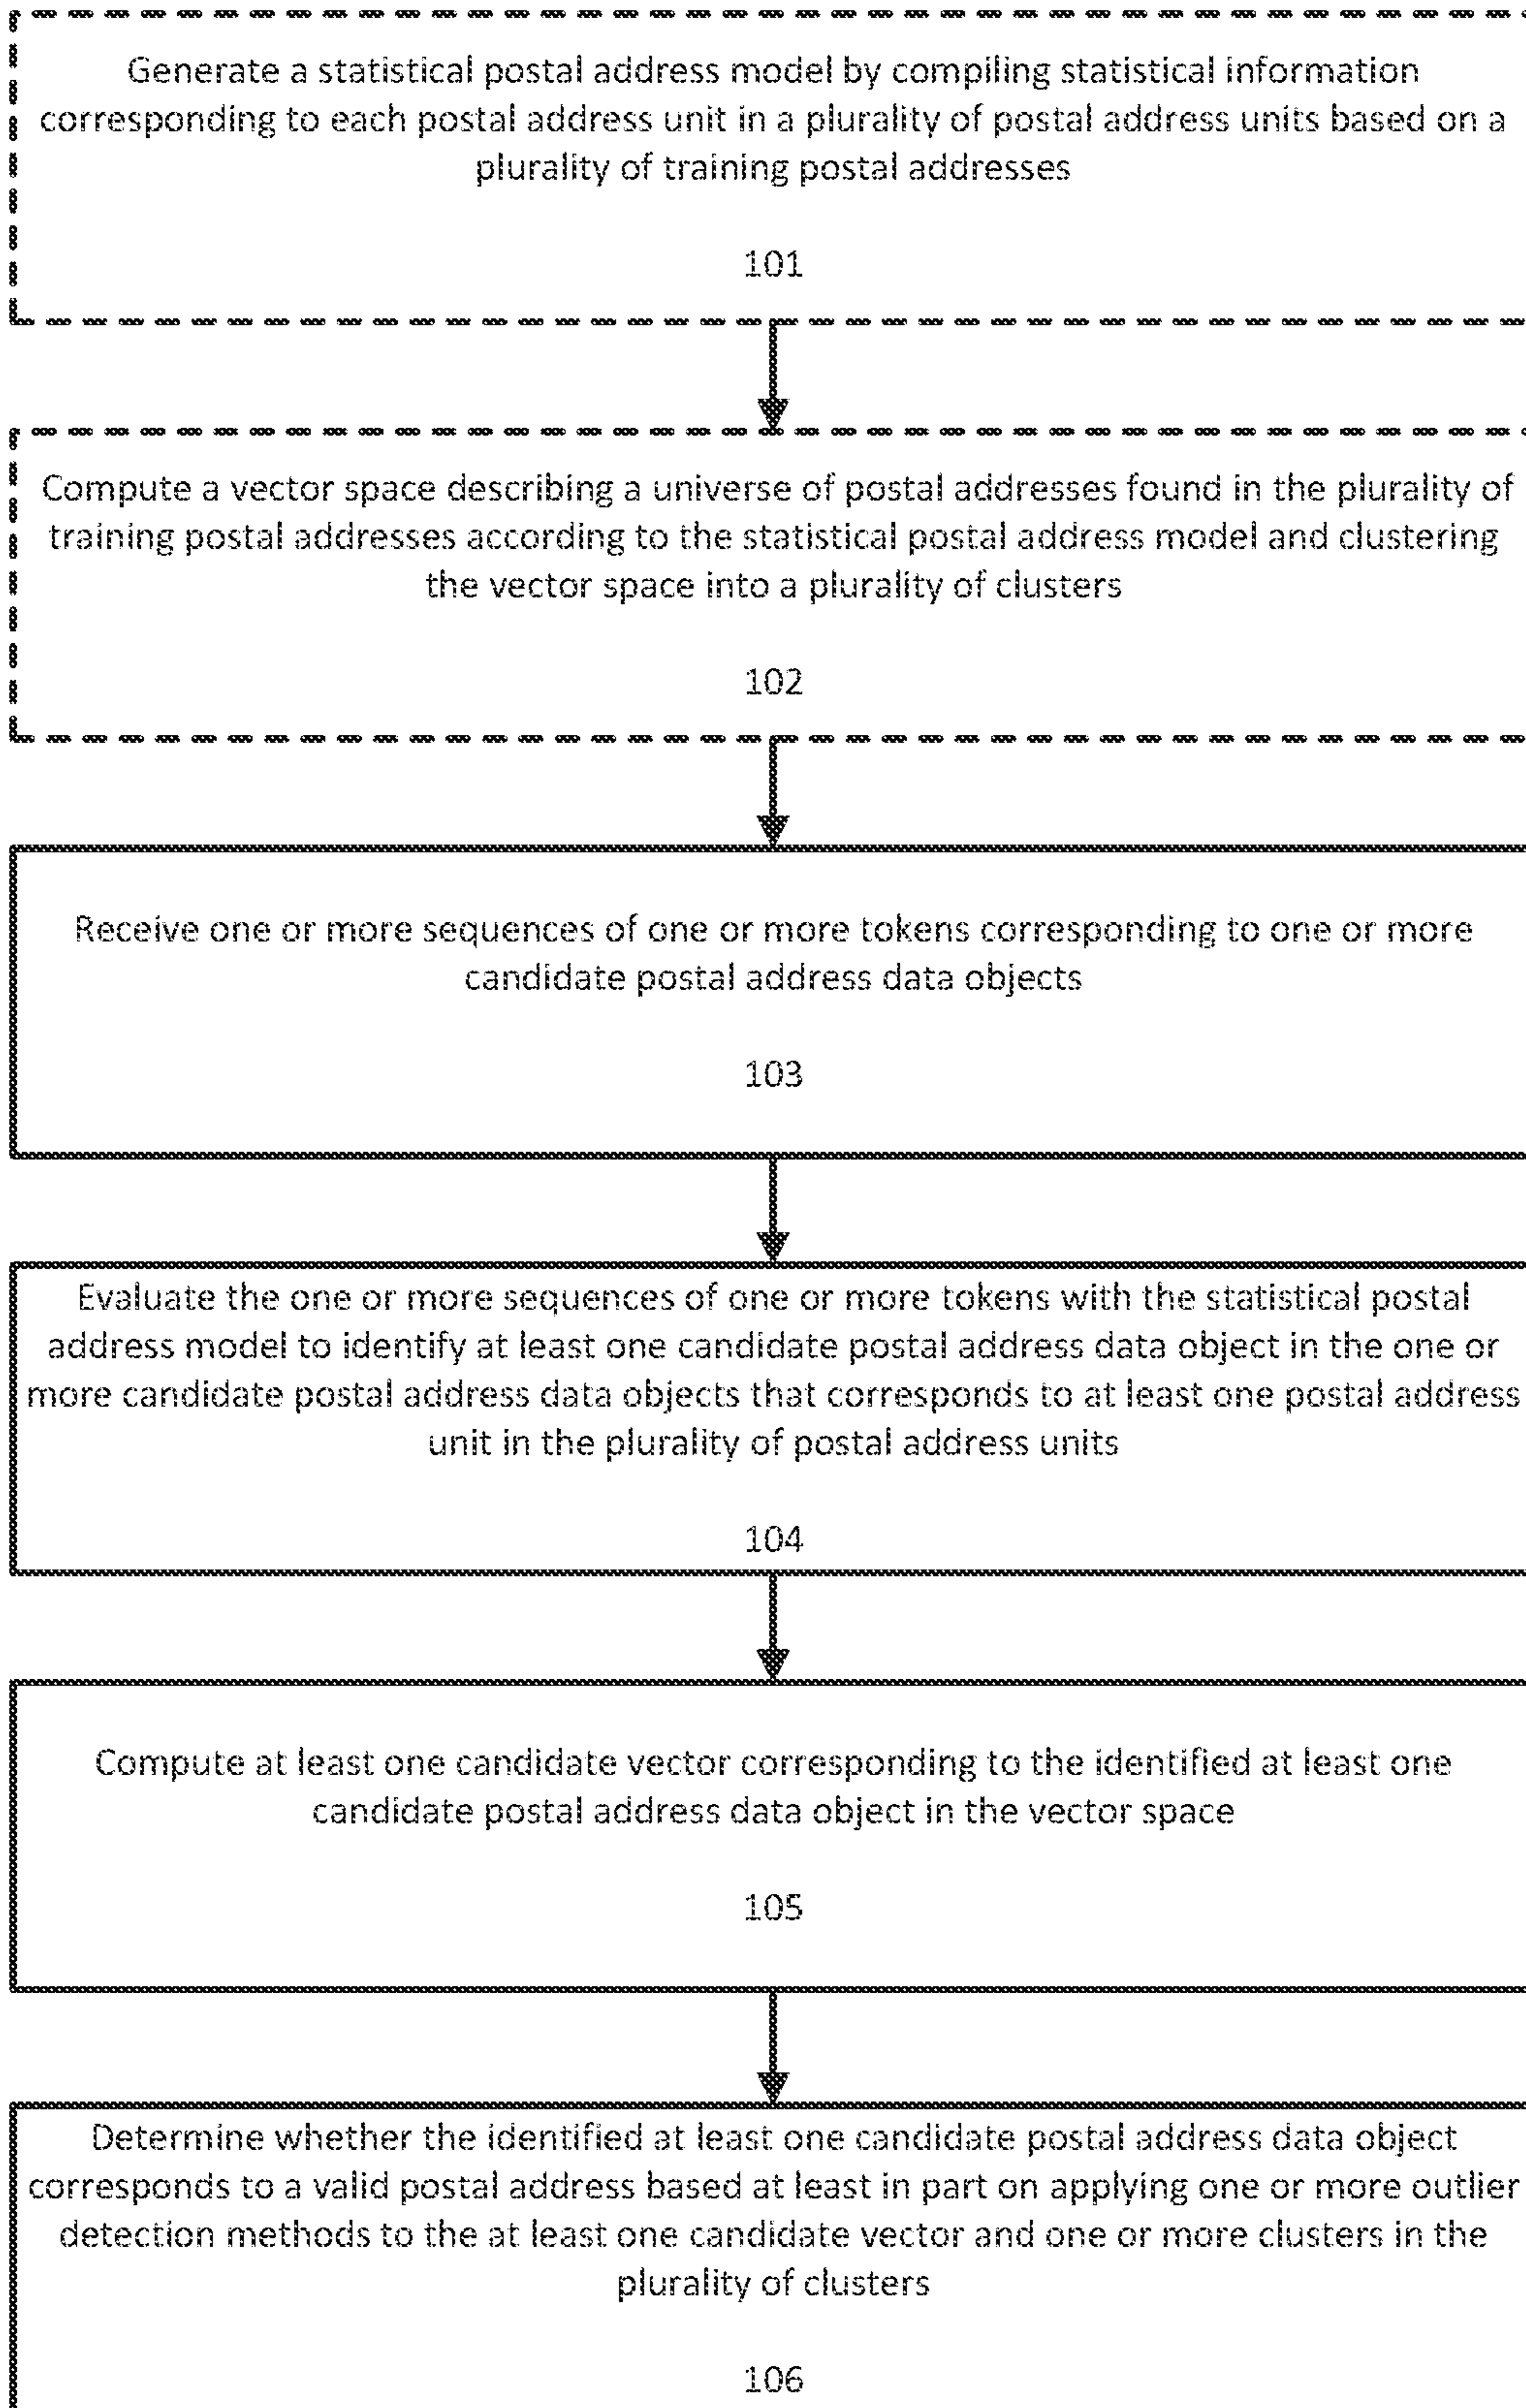 Generate a statistical postal address model by compiling statistical information
corresponding to each postal address unit in a plurality of postal address units based on a
plurality of training postal addresses
101
Compute a vector space describing a universe of postal addresses found in the plurality of
training postal addresses according to the statistical postal address model and clustering
the vector space into a plurality of clusters
102
Receive one or more sequences of one or more tokens corresponding to one or more
candidate postal address data objects
103
Evaluate the one or more sequences of one or more tokens with the statistical postal
address model to identify at least one candidate postal address data object in the one or
more candidate postal address data objects that corresponds to at least one postal address
unit in the plurality of postal address units
104
Compute at least one candidate vector corresponding to the identified at least one
candidate postal address data object in the vector space
105
Determine whether the identified at least one candidate postal address data object
corresponds to a valid postal address based at least in part on applying one or more outlier
detection methods to the at least one candidate vector and one or more clusters in the
plurality of clusters
106